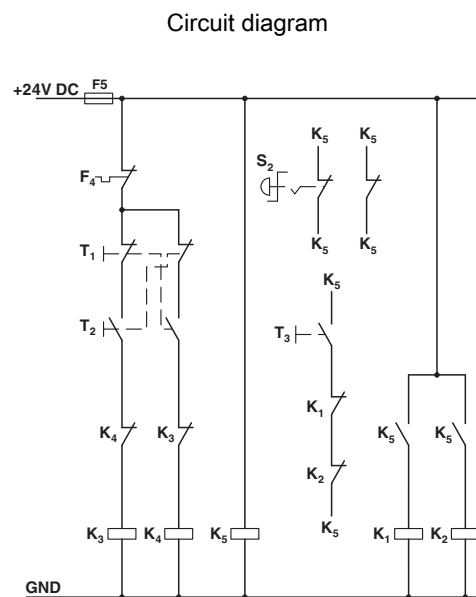 Circuit diagram
+24V DC
F5
F₄
S₂
K₅
K₅
K₅
K₅
T₁
K₅
T₂
T₃
K₁
K₄
K₃
K₅
K₅
K₂
K₅
K₃
K₄
K₅
K₁
K₂
GND